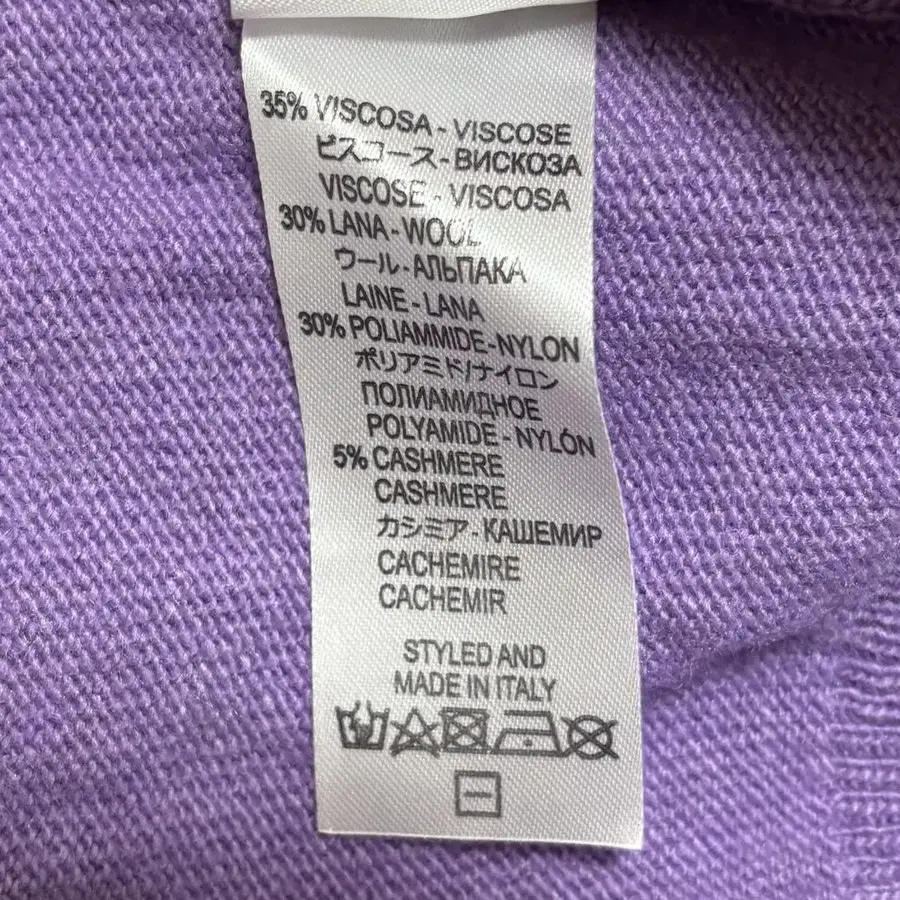 35% VISCOSA - VISCOSE
ビスコース - ВИСКОЗА
VISCOSE - VISCOSA
30% LANA - WOOL
ウール - АЛЬПАКА
LAINE - LANA
30% POLIAMMIDE - NYLON
ポリアミド/ナイロン
ПОЛИАМИДНОЕ
POLYAMIDE - NYLÓN
5% CASHMERE
CASHMERE
カシミア - КАШЕМИР
CACHEMIRE
CACHEMIR
STYLED AND
MADE IN ITALY